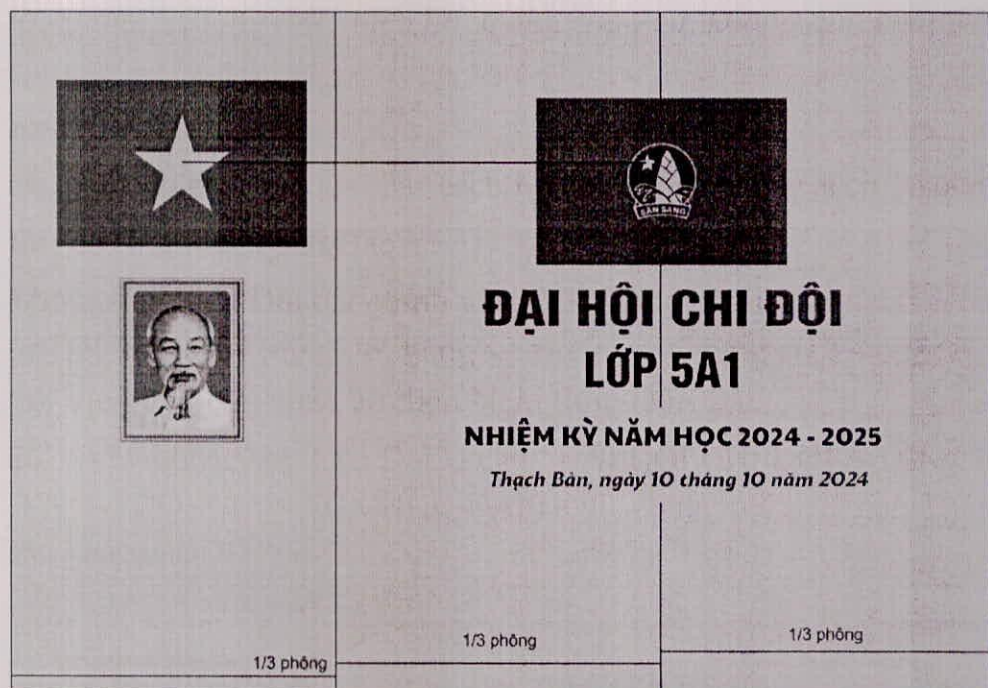 SẴN SÀNG
ĐẠI HỘI CHI ĐỘI
LỚP 5A1
NHIỆM KỲ NĂM HỌC 2024 - 2025
Thạch Bàn, ngày 10 tháng 10 năm 2024
1/3 phông
1/3 phông
1/3 phông